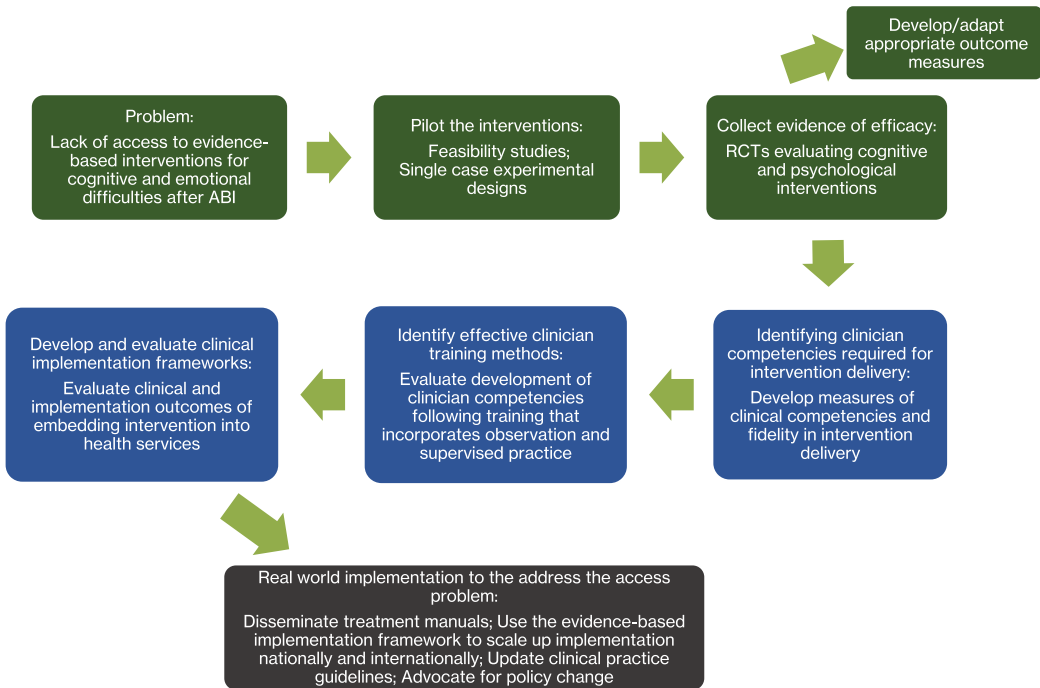 Develop/adapt
appropriate outcome
measures
Problem:
Lack of access to evidence-
based interventions for
cognitive and emotional
difficulties after ABI
Pilot the interventions:
Feasibility studies;
Single case experimental
designs
Collect evidence of efficacy:
RCTs evaluating cognitive
and psychological
interventions
Identifying clinician
competencies required for
intervention delivery:
Develop measures of
clinical competencies and
fidelity in intervention
delivery
Identify effective clinician
training methods:
Evaluate development of
clinician competencies
following training that
incorporates observation and
supervised practice
Develop and evaluate clinical
implementation frameworks:
Evaluate clinical and
implementation outcomes of
embedding intervention into
health services
Real world implementation to the address the access
problem:
Disseminate treatment manuals; Use the evidence-based
implementation framework to scale up implementation
nationally and internationally; Update clinical practice
guidelines; Advocate for policy change